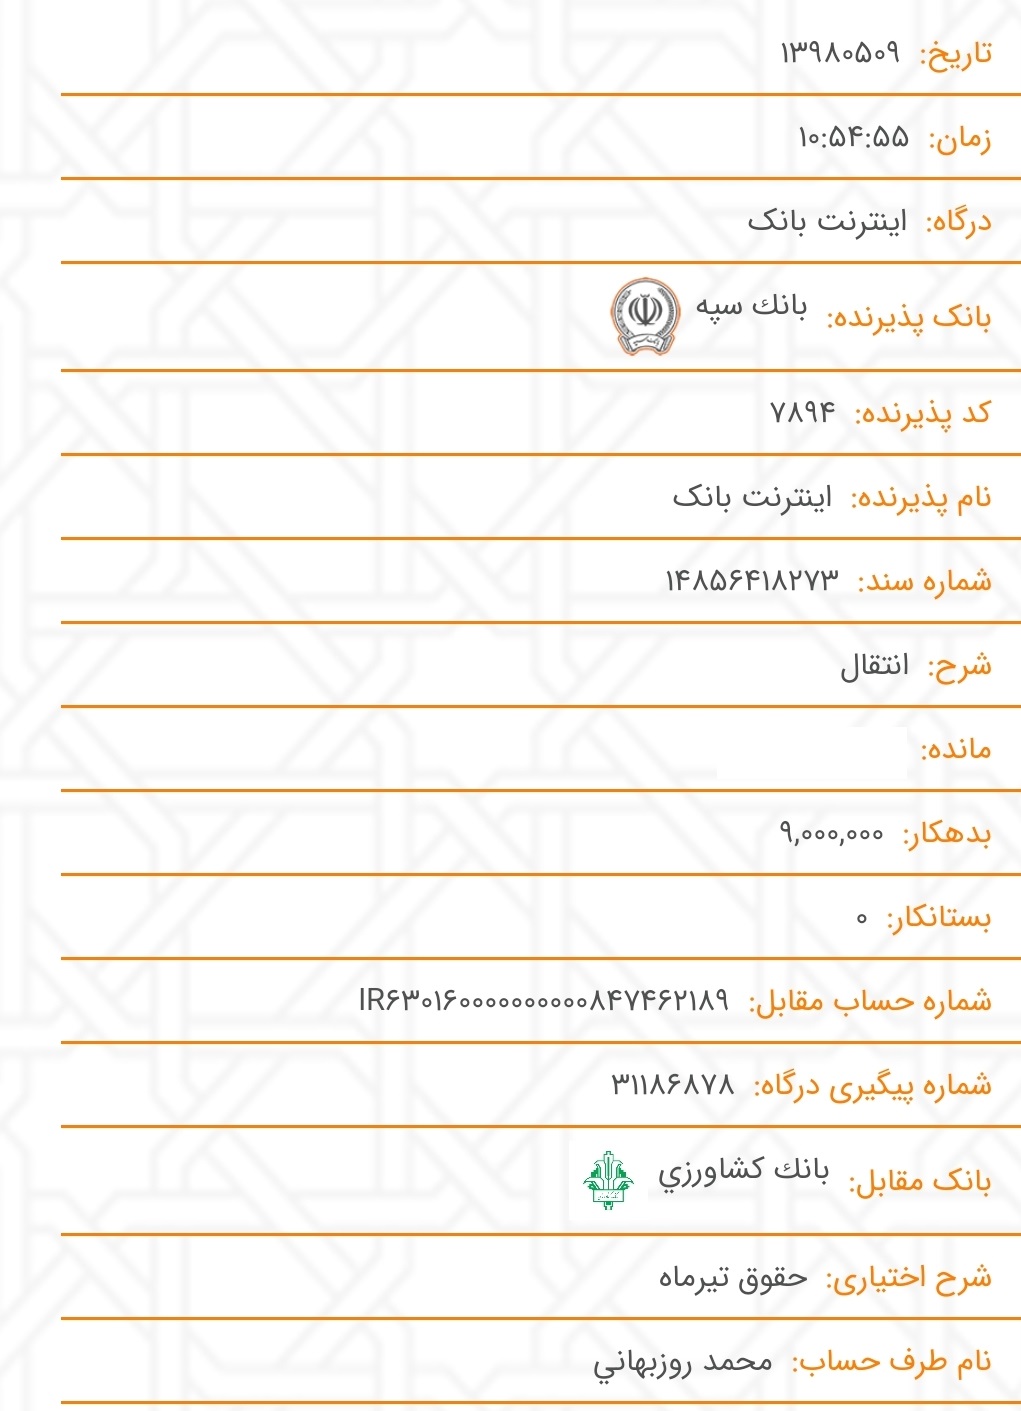 تاریخ: ۱۳۹۸۰۵۰۹
زمان: ۱۰:۵۴:۵۵
درگاه: اینترنت بانک
بانک پذیرنده: بانك سپه
کد پذیرنده: ۷۸۹۴
نام پذیرنده: اینترنت بانک
شماره سند: ۱۴۸۵۶۴۱۸۲۷۳
شرح: انتقال
مانده:
بدهکار: ۹,۰۰۰,۰۰۰
بستانکار: ۰
شماره حساب مقابل: IR۶۳۰۱۶۰۰۰۰۰۰۰۰۰۰۸۴۷۴۶۲۱۸۹
شماره پیگیری درگاه: ۳۱۱۸۶۸۷۸
بانک مقابل: بانك كشاورزي
شرح اختیاری: حقوق تیرماه
نام طرف حساب: محمد روزبهاني